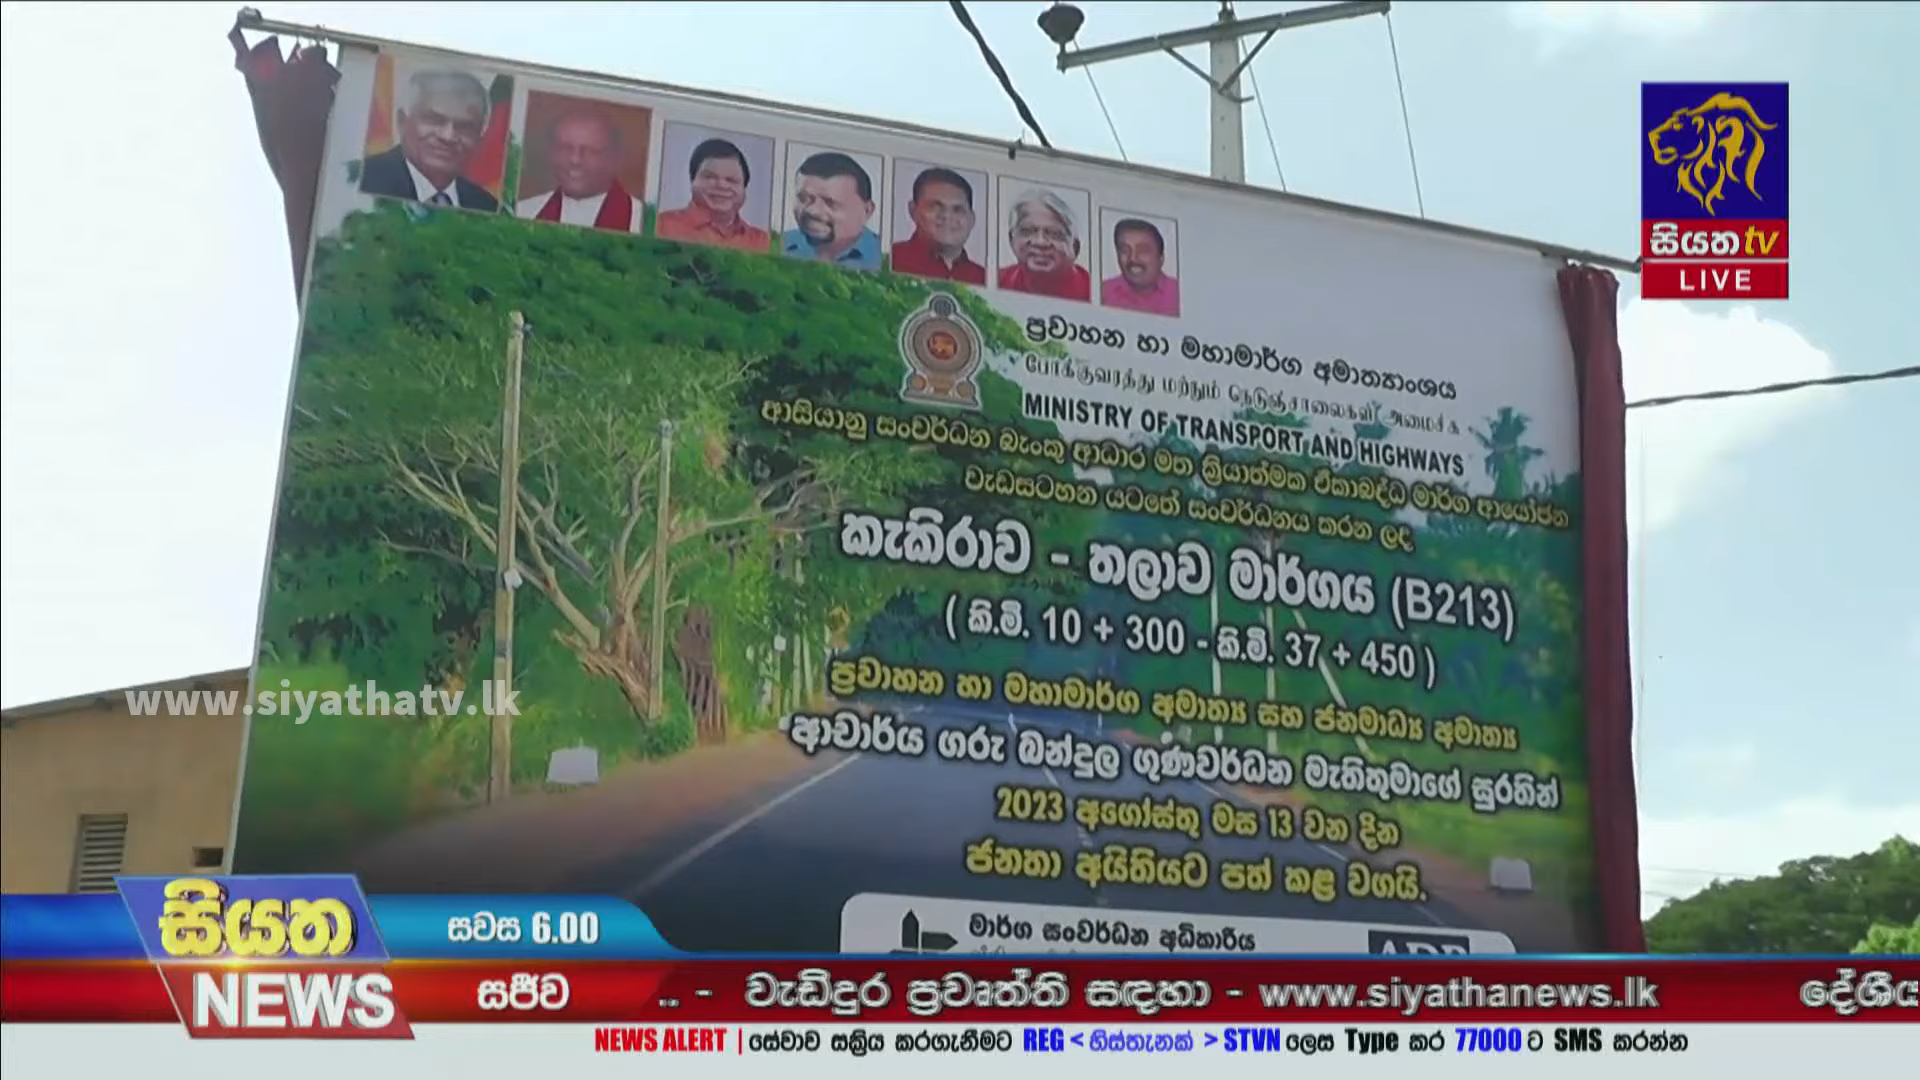 සියත tv
LIVE
ප්‍රවාහන හා මහාමාර්ග අමාත්‍යාංශය
போக்குவரத்து மற்றும் நெடுஞ்சாலைகள் அமைச்சு
MINISTRY OF TRANSPORT AND HIGHWAYS
ආසියානු සංවර්ධන බැංකු ආධාර මත ක්‍රියාත්මක ඒකාබද්ධ මාර්ග ආයෝජන
වැඩසටහන යටතේ සංවර්ධනය කරන ලද
කැකිරාව - තලාව මාර්ගය (B213)
( කි.මී. 10 + 300 - කි.මී. 37 + 450 )
ප්‍රවාහන හා මහාමාර්ග අමාත්‍ය සහ ජනමාධ්‍ය අමාත්‍ය
ආචාර්ය ගරු බන්දුල ගුණවර්ධන මැතිතුමාගේ සුරතින්
2023 අගෝස්තු මස 13 වන දින
ජනතා අයිතියට පත් කළ වගයි.
මාර්ග සංවර්ධන අධිකාරිය
www.siyathatv.lk
සියත
NEWS
සවස 6.00
සජීව
.. - වැඩිදුර ප්‍රවෘත්ති සඳහා - www.siyathanews.lk දේශීය
NEWS ALERT | සේවාව සක්‍රිය කරගැනීමට REG < හිස්තැනක් > STVN ලෙස Type කර 77000 ට SMS කරන්න